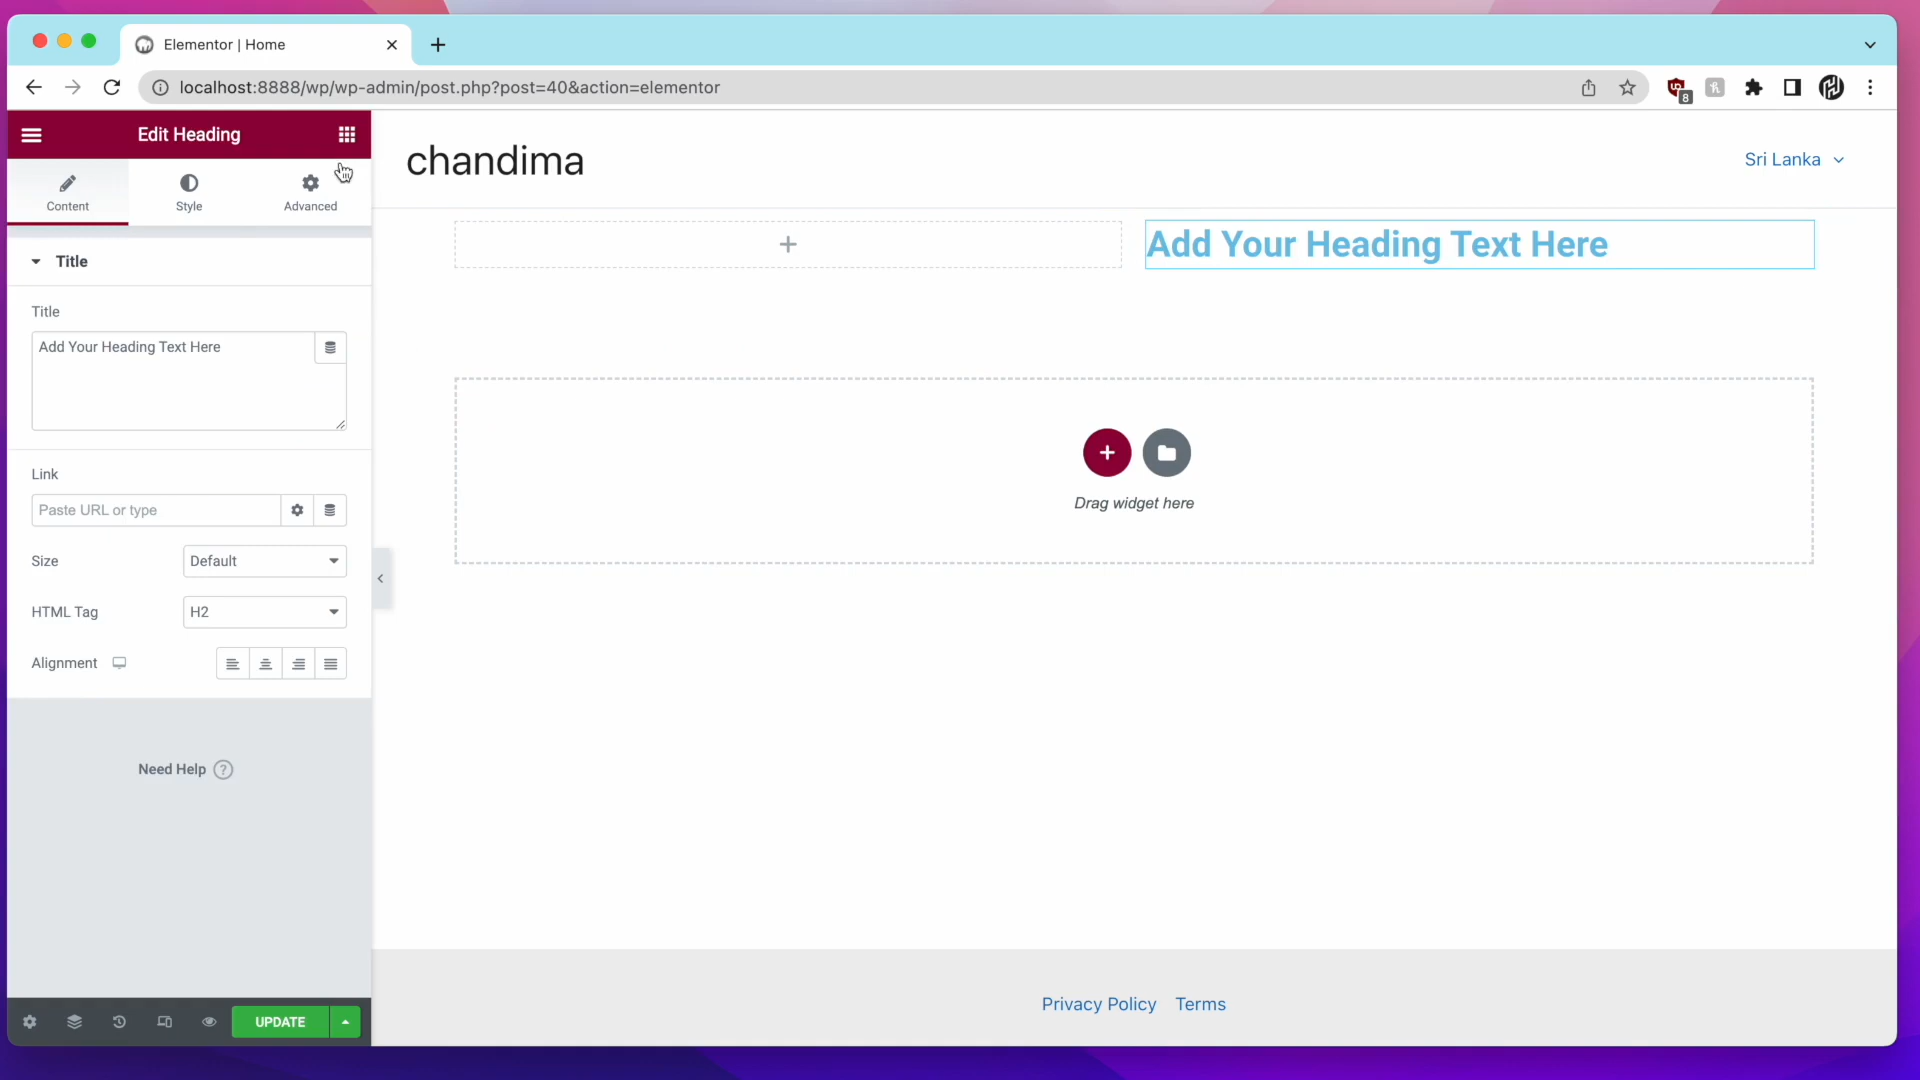 Elementor | Home
localhost:8888/wp/wp-admin/post.php?post=40&action=elementor
8
Edit Heading
Content
Style
Advanced
Title
Title
Add Your Heading Text Here
Link
Paste URL or type
Size
Default
HTML Tag
H2
Alignment
Need Help ?
UPDATE
chandima
Sri Lanka
Add Your Heading Text Here
Drag widget here
Privacy Policy Terms